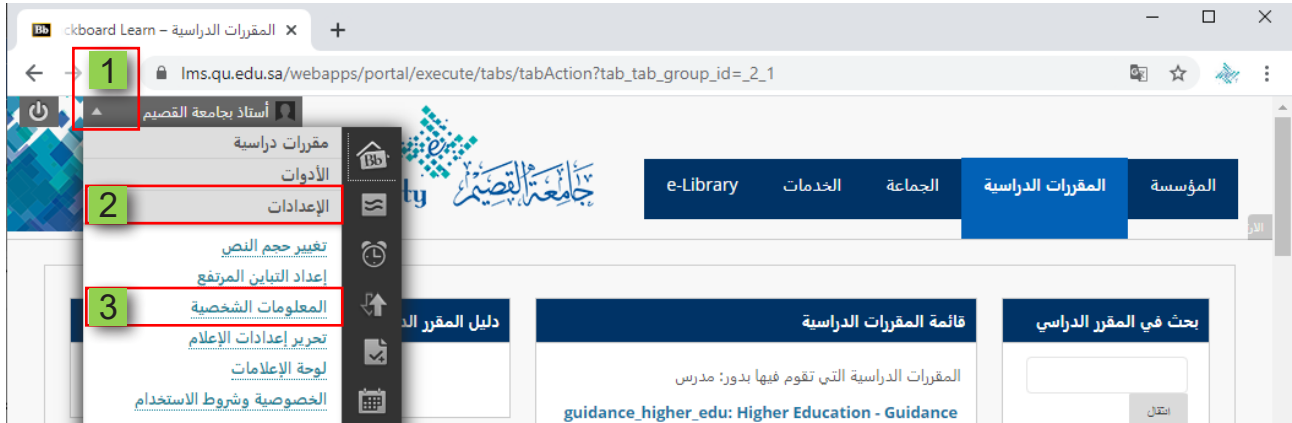 ckboard Learn – المقررات الدراسية
lms.qu.edu.sa/webapps/portal/execute/tabs/tabAction?tab_tab_group_id=_2_1
1
أستاذ بجامعة القصيم
مقررات دراسية
الأدوات
2
الإعدادات
تغيير حجم النص
إعداد التباين المرتفع
3
المعلومات الشخصية
تحرير إعدادات الإعلام
لوحة الإعلامات
الخصوصية وشروط الاستخدام
Bb
جامعة القصيم
ty
المؤسسة
المقررات الدراسية
الجماعة
الخدمات
e-Library
بحث في المقرر الدراسي
انتقال
قائمة المقررات الدراسية
المقررات الدراسية التي تقوم فيها بدور: مدرس
guidance_higher_edu: Higher Education - Guidance
دليل المقرر الد